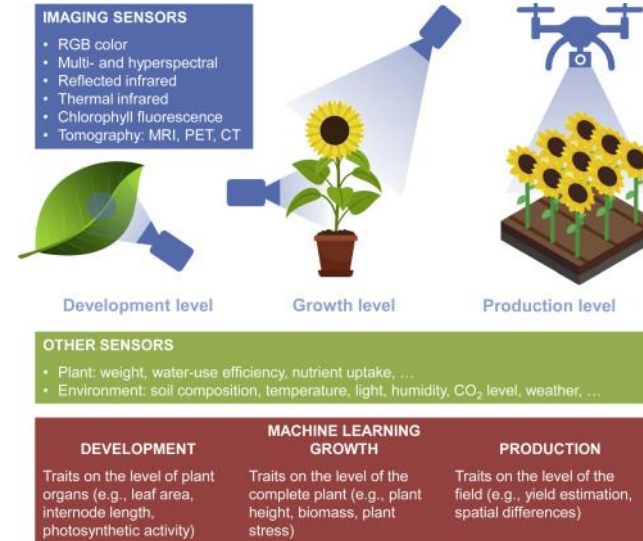 IMAGING SENSORS
• RGB color
• Multi- and hyperspectral
• Reflected infrared
• Thermal infrared
• Chlorophyll fluorescence
• Tomography: MRI, PET, CT
Development level
Growth level
Production level
OTHER SENSORS
• Plant: weight, water-use efficiency, nutrient uptake, …
• Environment: soil composition, temperature, light, humidity, CO₂ level, weather, …
MACHINE LEARNING
DEVELOPMENT
Traits on the level of plant
organs (e.g., leaf area,
internode length,
photosynthetic activity)
GROWTH
Traits on the level of the
complete plant (e.g., plant
height, biomass, plant
stress)
PRODUCTION
Traits on the level of the
field (e.g., yield estimation,
spatial differences)